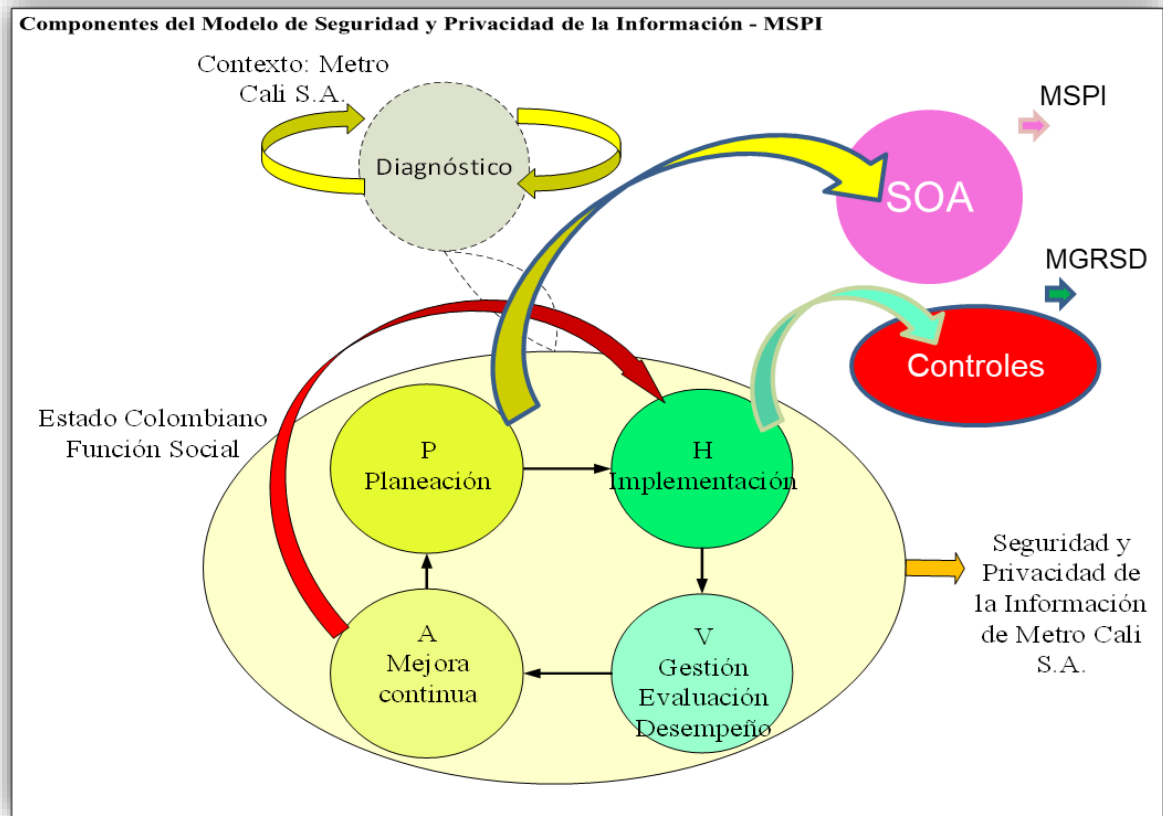 Componentes del Modelo de Seguridad y Privacidad de la Información - MSPI
Contexto: Metro
Cali S.A.
Diagnóstico
MSPI
SOA
MGRSD
Controles
Estado Colombiano
Función Social
P
Planeación
H
Implementación
A
Mejora
continua
V
Gestión
Evaluación
Desempeño
Seguridad y
Privacidad de
la Información
de Metro Cali
S.A.